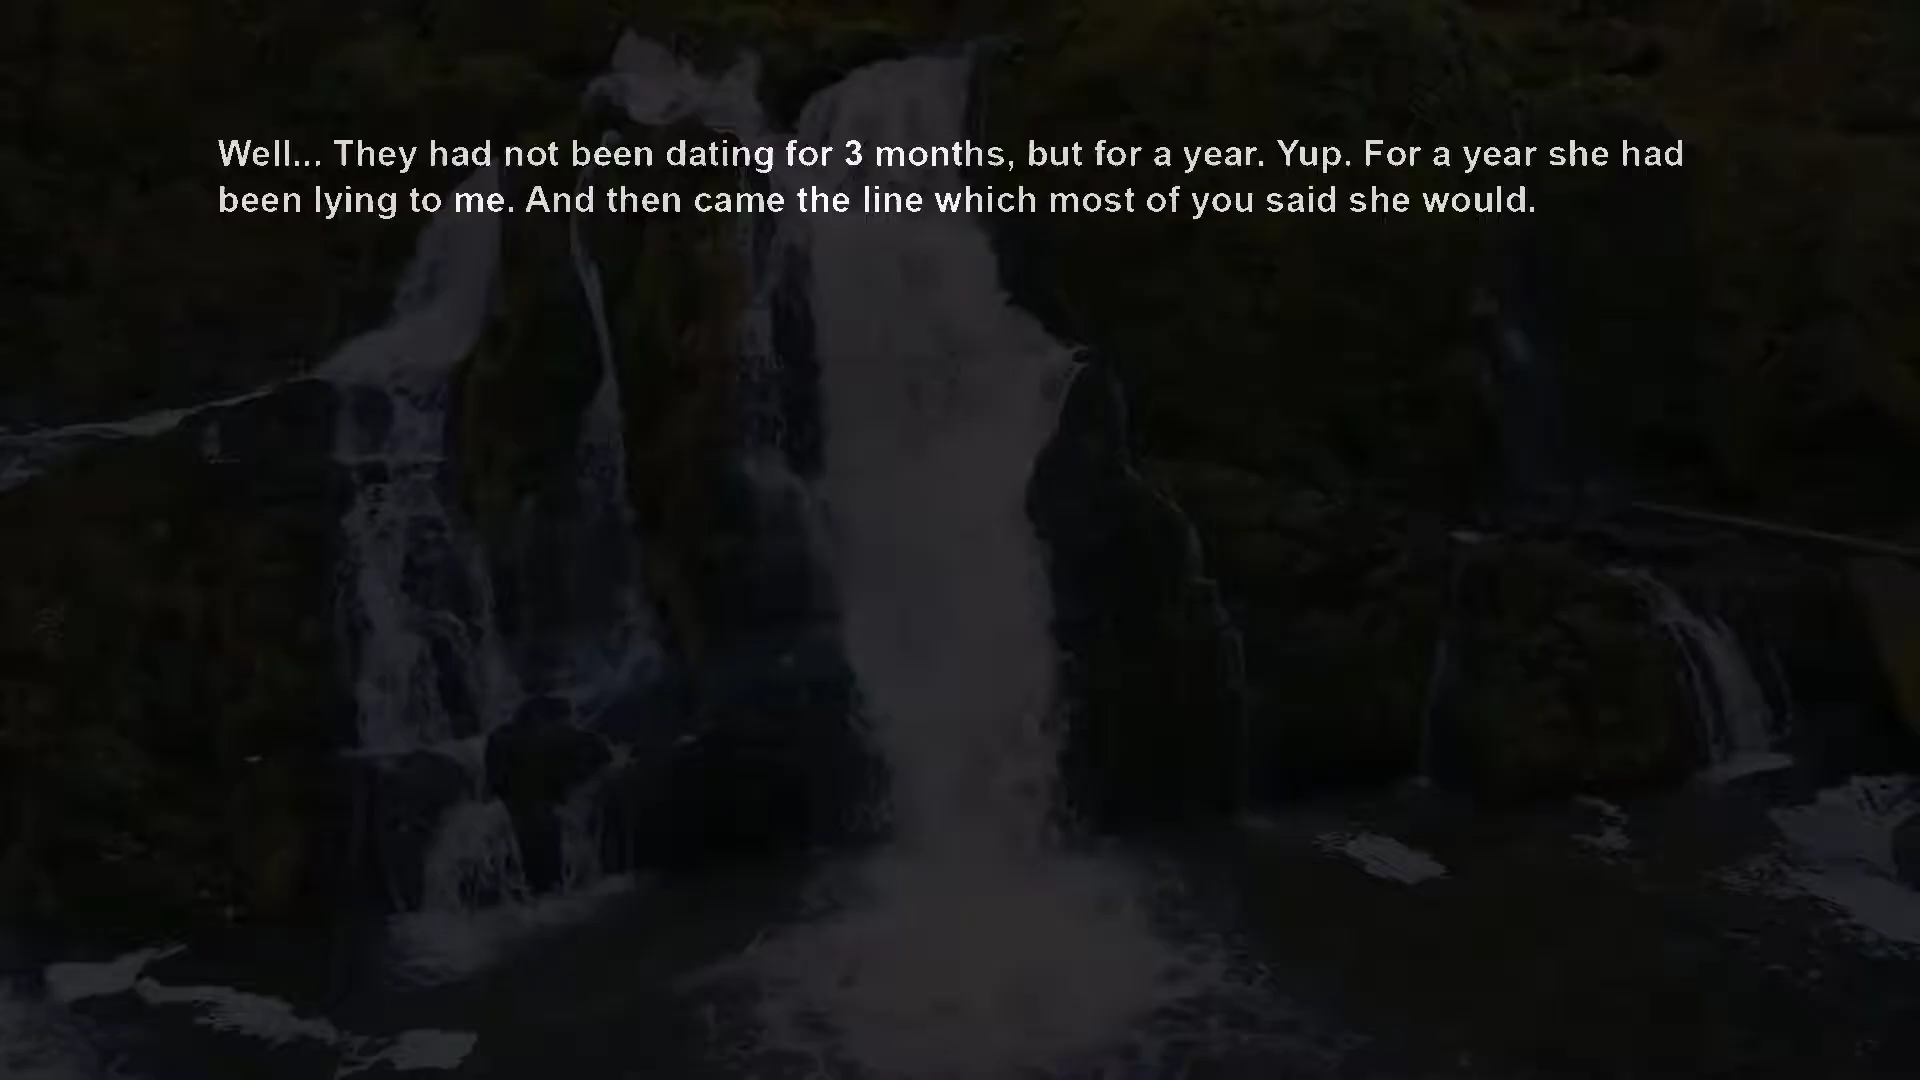 Well... They had not been dating for 3 months, but for a year. Yup. For a year she had
been lying to me. And then came the line which most of you said she would.